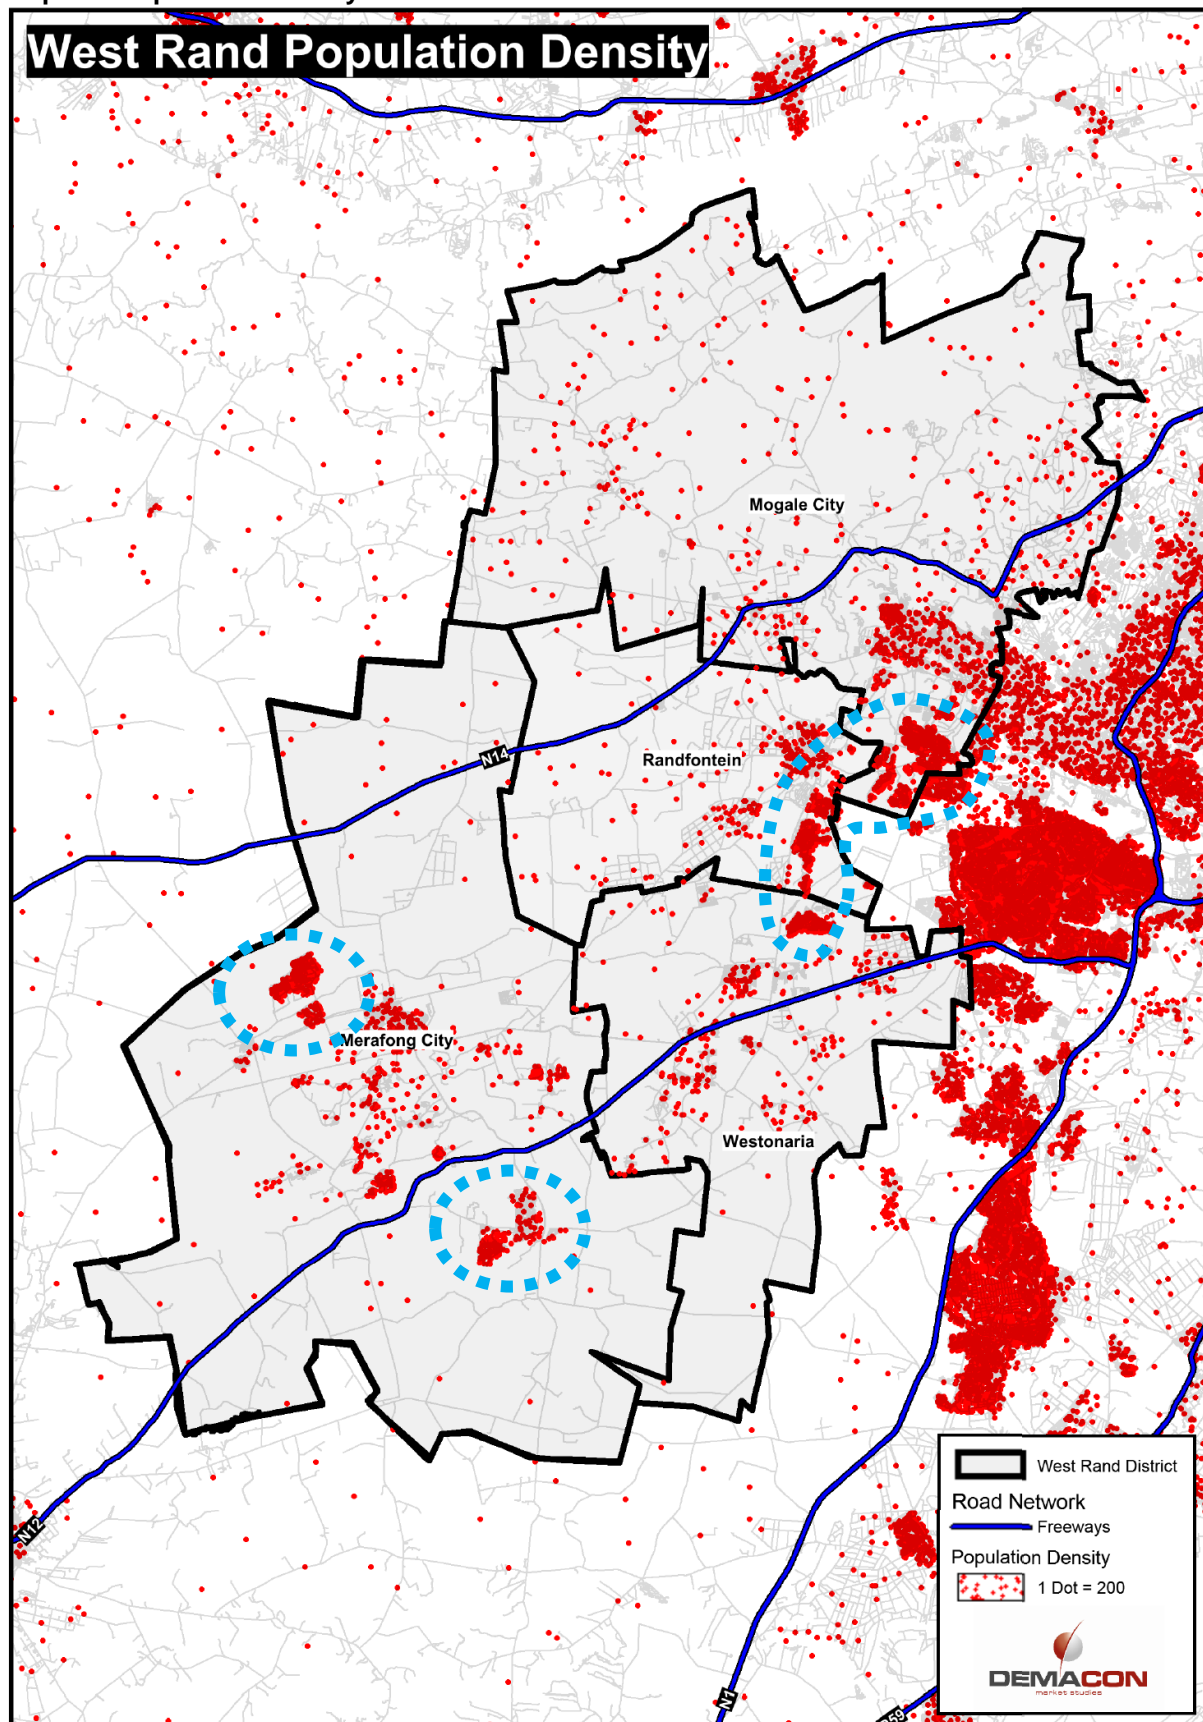 West Rand Population Density
Mogale City
N14
Randfontein
Merafong City
Westonaria
West Rand District
Road Network
Freeways
Population Density
1 Dot = 200
N12
N1
DEMACON
market studies